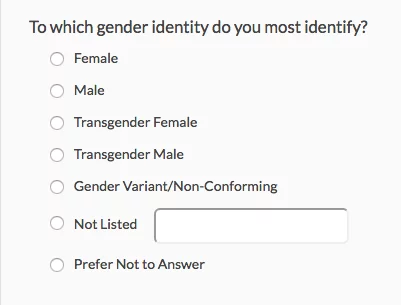 To which gender identity do you most identify?
Female
Male
Transgender Female
Transgender Male
Gender Variant/Non-Conforming
Not Listed
Prefer Not to Answer